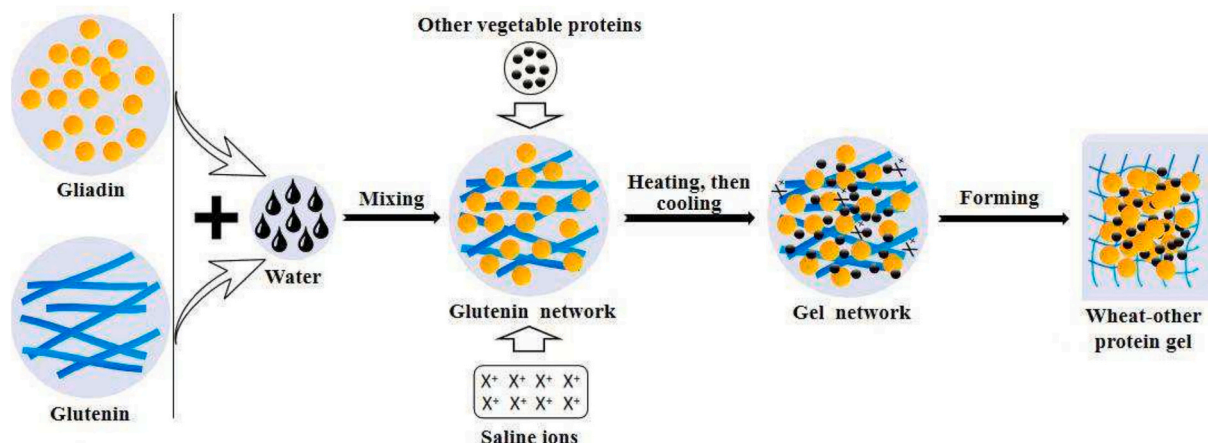 Gliadin
Glutenin
Water
Mixing
Other vegetable proteins
Glutenin network
X⁺ X⁺ X⁺ X⁺
X⁺ X⁺ X⁺ X⁺
Saline ions
Heating, then
cooling
X⁺
X⁺
X⁺
X⁺
Gel network
Forming
Wheat-other
protein gel